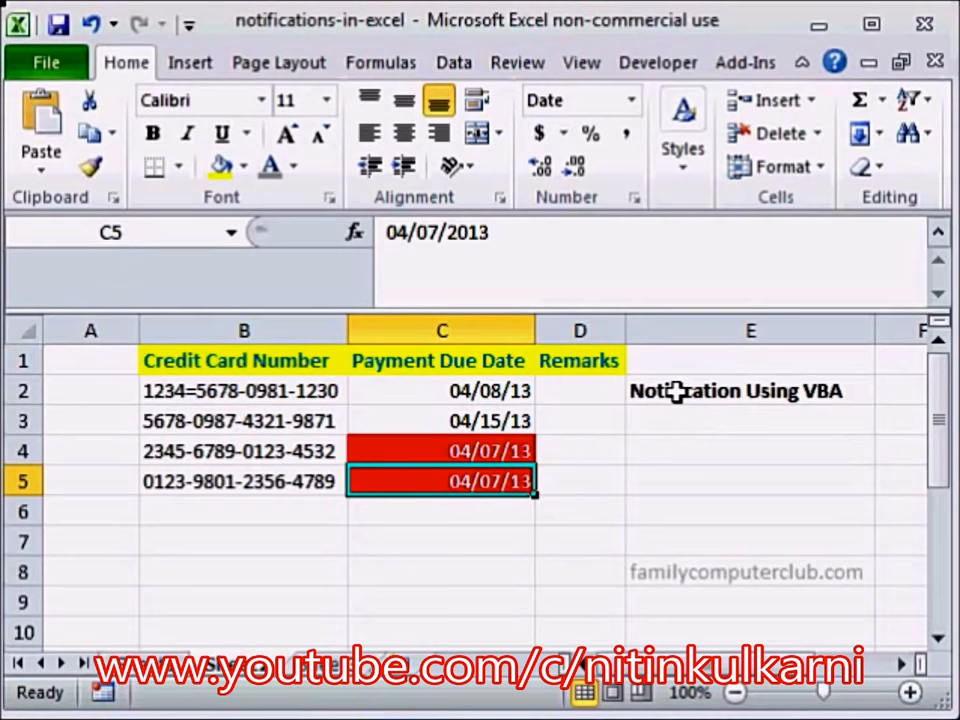 notifications-in-excel - Microsoft Excel non-commercial use
File Home Insert Page Layout Formulas Data Review View Developer Add-Ins
Paste
Calibri 11
B I U A A
Date
$ % ,
Styles
Insert
Delete
Format
Σ
Clipboard Font Alignment Number Cells Editing
C5 fx 04/07/2013
A B C D E F
1 Credit Card Number Payment Due Date Remarks
2 1234=5678-0981-1230 04/08/13 Using VBA
3 5678-0987-4321-9871 04/15/13
4 2345-6789-0123-4532 04/07/13
5 0123-9801-2356-4789 04/07/13
6
7
8 familycomputerclub.com
9
10
www.youtube.com/c/nitinkulkarni
Ready 100%